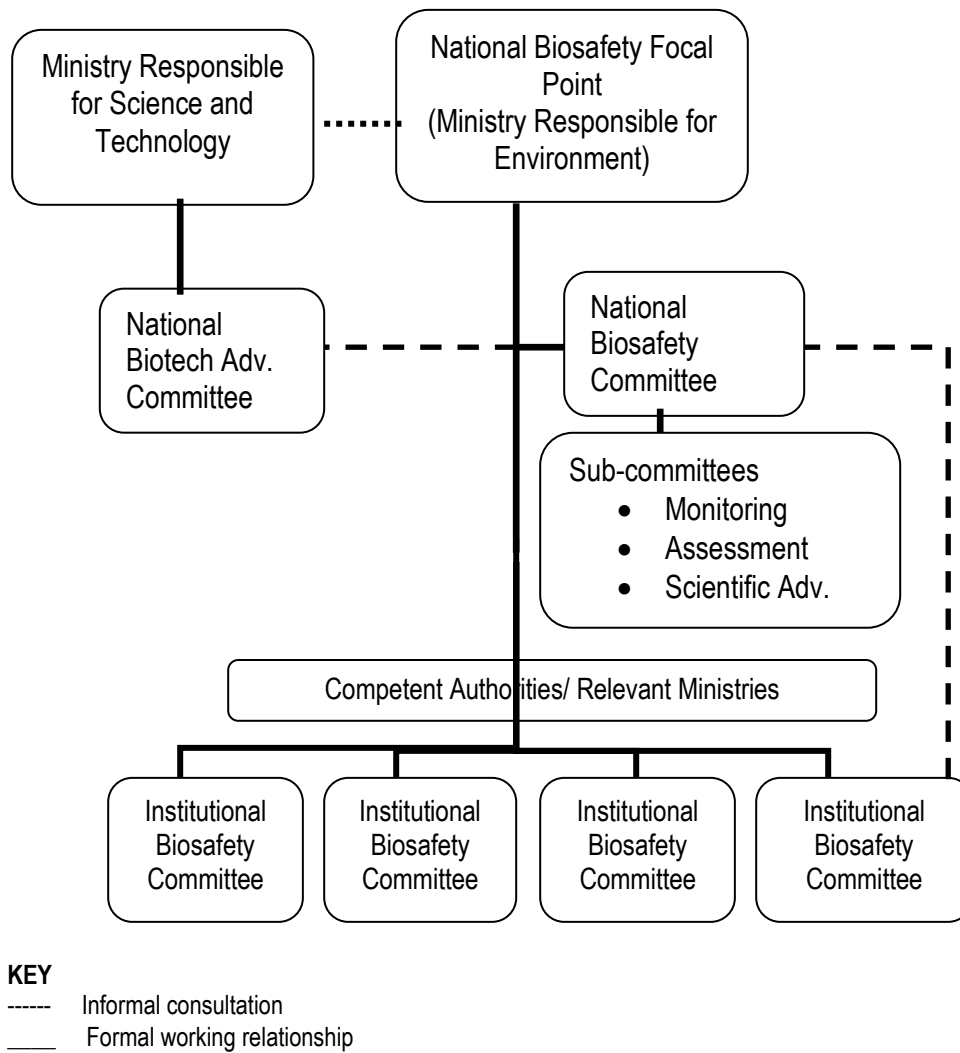 Ministry Responsible
for Science and
Technology
National Biosafety Focal
Point
(Ministry Responsible for
Environment)
National
Biotech Adv.
Committee
National
Biosafety
Committee
Sub-committees
• Monitoring
• Assessment
• Scientific Adv.
Competent Authorities/ Relevant Ministries
Institutional
Biosafety
Committee
Institutional
Biosafety
Committee
Institutional
Biosafety
Committee
Institutional
Biosafety
Committee
KEY
------ Informal consultation
____ Formal working relationship